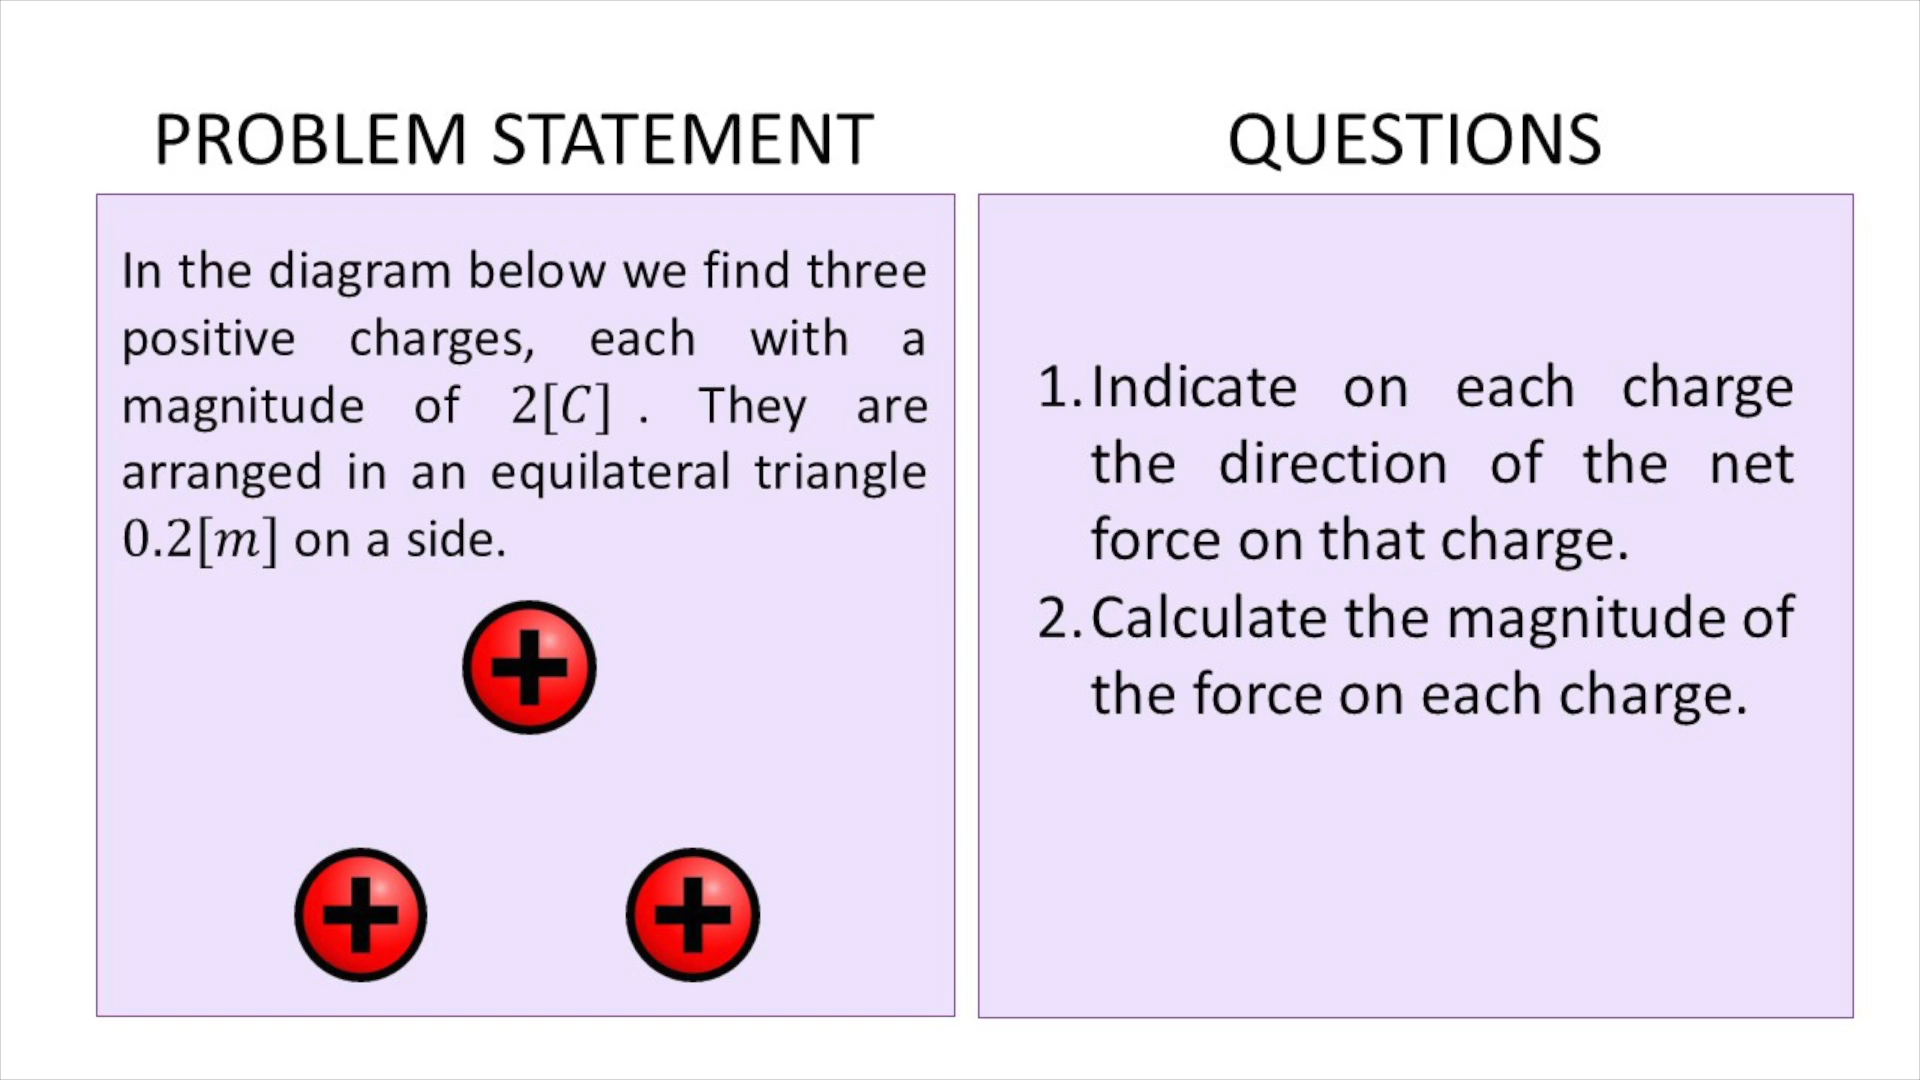 PROBLEM STATEMENT
In the diagram below we find three
positive charges, each with a
magnitude of 2[C] . They are
arranged in an equilateral triangle
0.2[m] on a side.
+
+ +
QUESTIONS
1. Indicate on each charge
the direction of the net
force on that charge.
2. Calculate the magnitude of
the force on each charge.